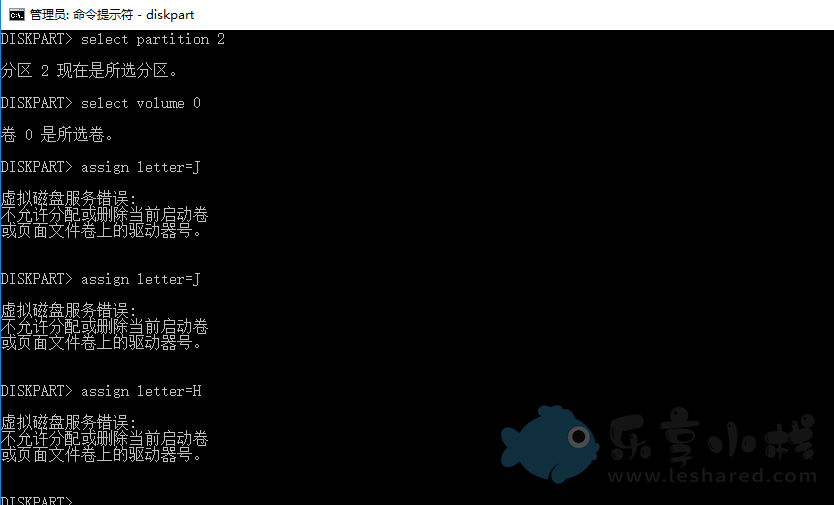 管理员: 命令提示符 - diskpart
DISKPART> select partition 2
分区 2 现在是所选分区。
DISKPART> select volume 0
卷 0 是所选卷。
DISKPART> assign letter=J
虚拟磁盘服务错误:
不允许分配或删除当前启动卷
或页面文件卷上的驱动器号。
DISKPART> assign letter=J
虚拟磁盘服务错误:
不允许分配或删除当前启动卷
或页面文件卷上的驱动器号。
DISKPART> assign letter=H
虚拟磁盘服务错误:
不允许分配或删除当前启动卷
或页面文件卷上的驱动器号。
DISKPART>
乐享小栈
www.leshared.com